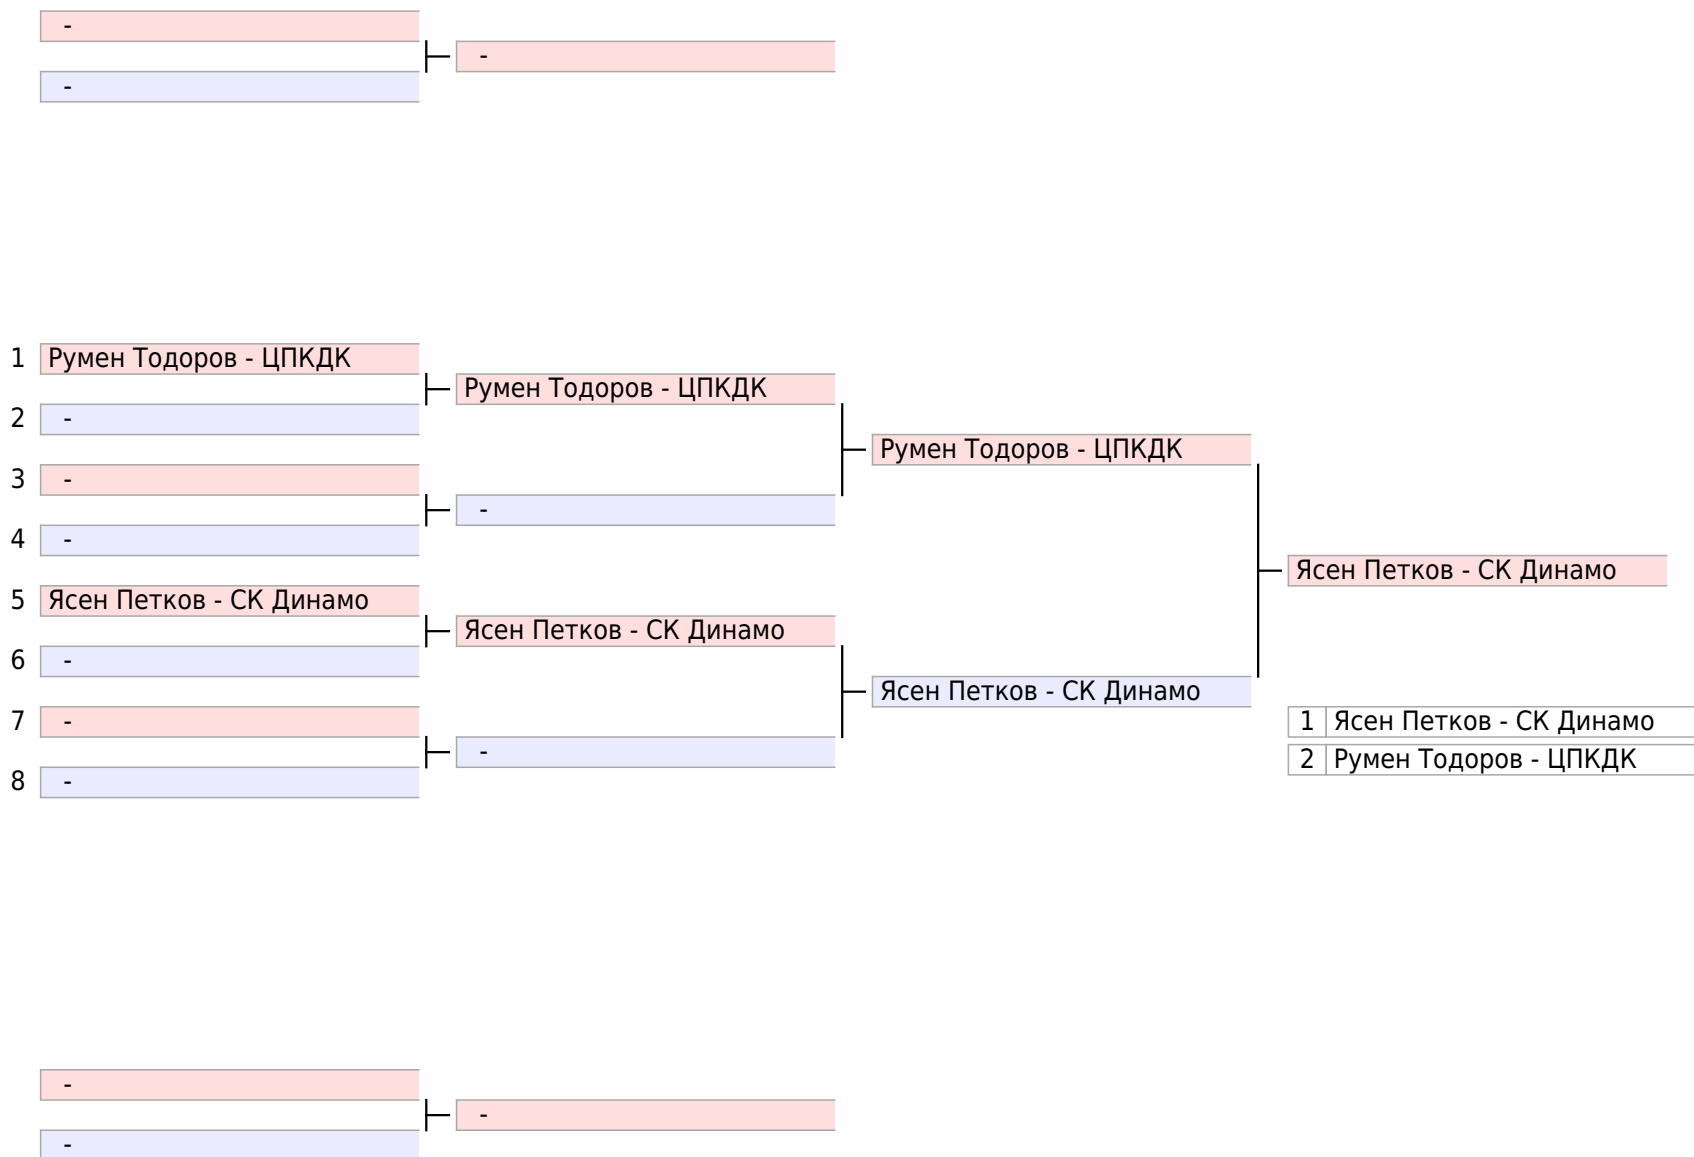 -
-
-
1 Румен Тодоров - ЦПКДК
Румен Тодоров - ЦПКДК
2 -
Румен Тодоров - ЦПКДК
3 -
-
4 -
Ясен Петков - СК Динамо
5 Ясен Петков - СК Динамо
Ясен Петков - СК Динамо
6 -
Ясен Петков - СК Динамо
7 -
1 Ясен Петков - СК Динамо
-
2 Румен Тодоров - ЦПКДК
8 -
-
-
-